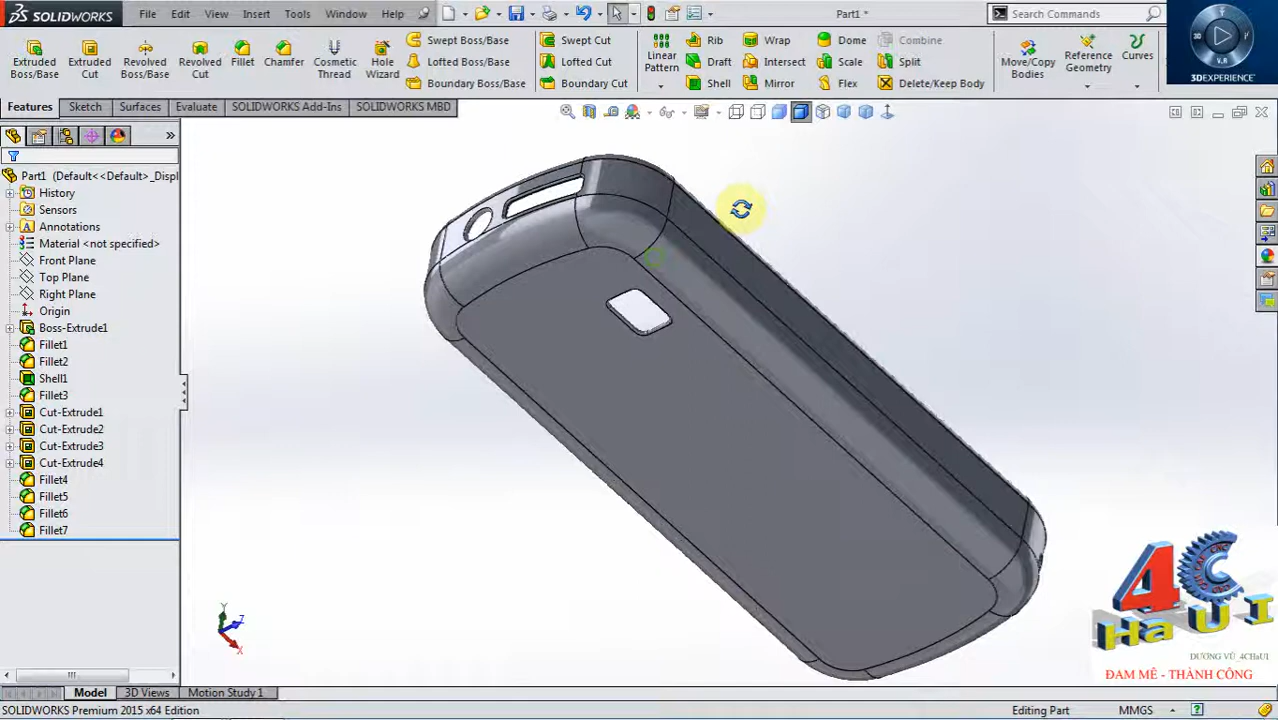 SOLIDWORKS File Edit View Insert Tools Window Help Part1 * Search Commands
3D V.R
3DEXPERIENCE
Extruded Boss/Base
Extruded Cut
Revolved Boss/Base
Revolved Cut
Fillet
Chamfer
Cosmetic Thread
Hole Wizard
Swept Boss/Base
Lofted Boss/Base
Boundary Boss/Base
Swept Cut
Lofted Cut
Boundary Cut
Linear Pattern
Rib
Draft
Shell
Wrap
Intersect
Mirror
Dome
Scale
Flex
Combine
Split
Delete/Keep Body
Move/Copy Bodies
Reference Geometry
Curves
Features Sketch Surfaces Evaluate SOLIDWORKS Add-Ins SOLIDWORKS MBD
Part1 (Default<<Default>_Displ
History
Sensors
Annotations
Material <not specified>
Front Plane
Top Plane
Right Plane
Origin
Boss-Extrude1
Fillet1
Fillet2
Shell1
Fillet3
Cut-Extrude1
Cut-Extrude2
Cut-Extrude3
Cut-Extrude4
Fillet4
Fillet5
Fillet6
Fillet7
Y
Z
X
4C
HaUI
DƯƠNG VŨ_4CHaUI
ĐAM MÊ - THÀNH CÔNG
Model 3D Views Motion Study 1
SOLIDWORKS Premium 2015 x64 Edition Editing Part MMGS